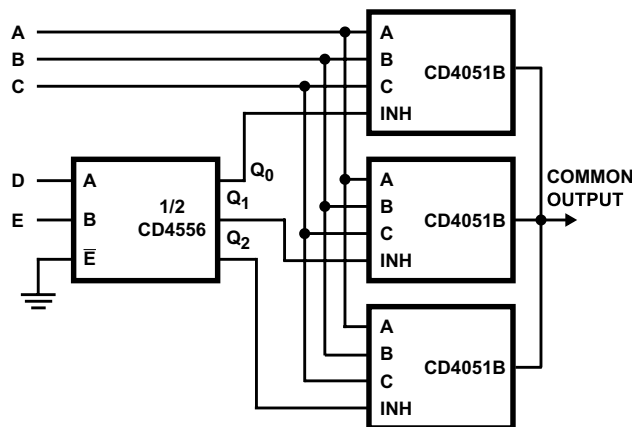 A
B
C
A
B
C
INH
CD4051B
D
E
A
B
E̅
1/2
CD4556
Q0
Q1
Q2
A
B
C
INH
CD4051B
COMMON
OUTPUT
A
B
C
INH
CD4051B